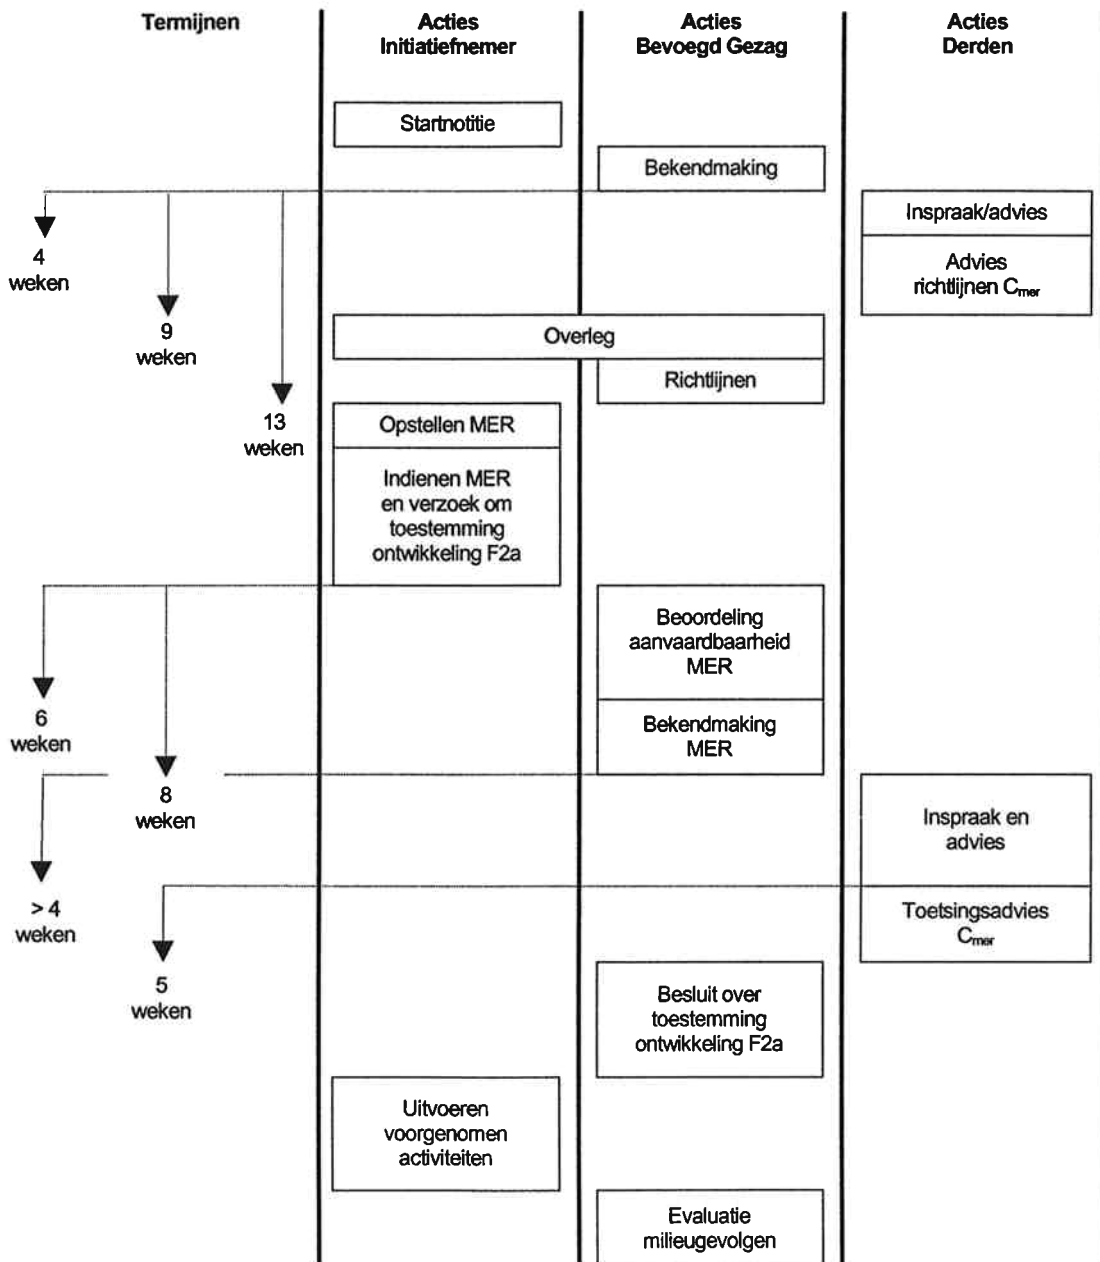 Termijnen
Acties
Initiatiefnemer
Acties
Bevoegd Gezag
Acties
Derden
Startnotitie
Bekendmaking
Inspraak/advies
4
weken
Advies
richtlijnen Cmer
9
weken
Overleg
Richtlijnen
13
weken
Opstellen MER
Indienen MER
en verzoek om
toestemming
ontwikkeling F2a
Beoordeling
aanvaardbaarheid
MER
6
weken
Bekendmaking
MER
8
weken
Inspraak en
advies
> 4
weken
Toetsingsadvies
Cmer
5
weken
Besluit over
toestemming
ontwikkeling F2a
Uitvoeren
voorgenomen
activiteiten
Evaluatie
milieugevolgen